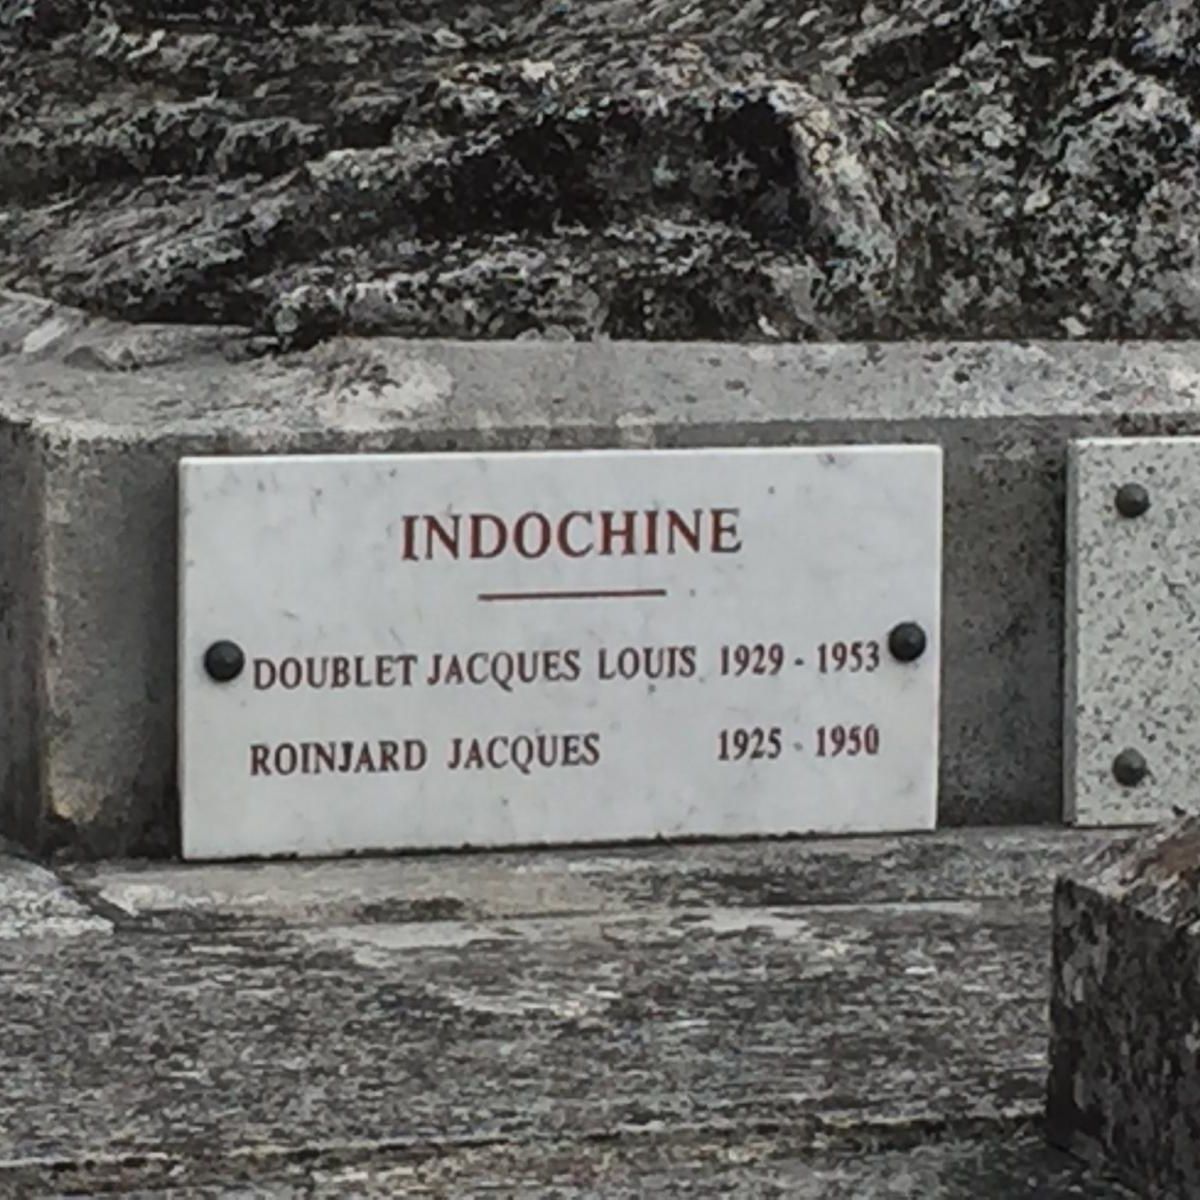 INDOCHINE
DOUBLET JACQUES LOUIS 1929 - 1953
ROINJARD JACQUES 1925 - 1950